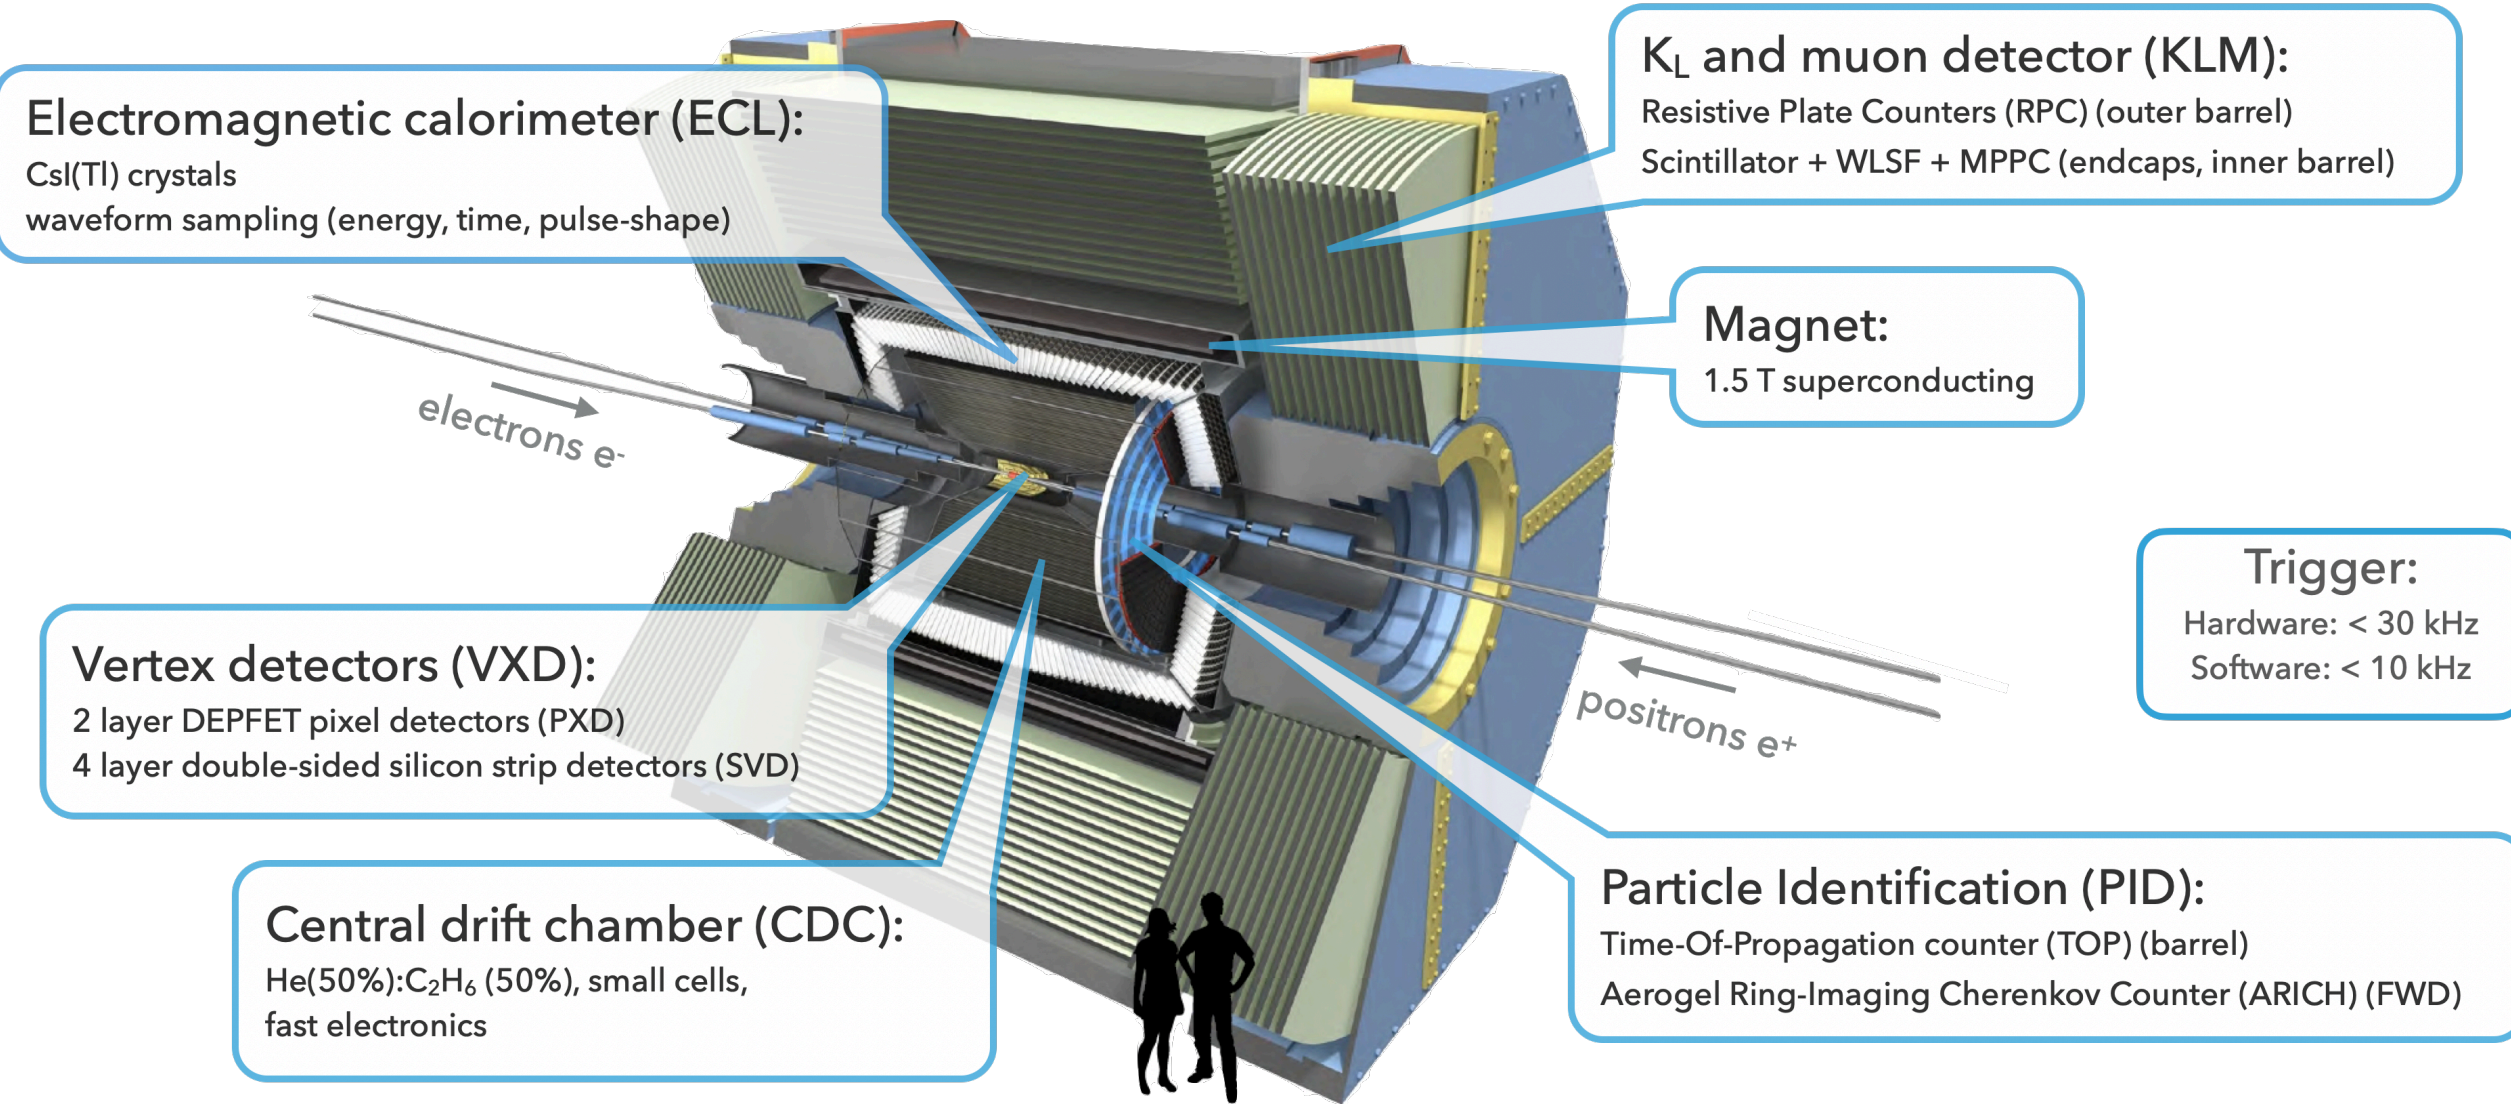 Electromagnetic calorimeter (ECL):
CsI(Tl) crystals
waveform sampling (energy, time, pulse-shape)
K_L and muon detector (KLM):
Resistive Plate Counters (RPC) (outer barrel)
Scintillator + WLSF + MPPC (endcaps, inner barrel)
Magnet:
1.5 T superconducting
electrons e⁻
Trigger:
Hardware: < 30 kHz
Software: < 10 kHz
positrons e⁺
Vertex detectors (VXD):
2 layer DEPFET pixel detectors (PXD)
4 layer double-sided silicon strip detectors (SVD)
Central drift chamber (CDC):
He(50%):C₂H₆ (50%), small cells,
fast electronics
Particle Identification (PID):
Time-Of-Propagation counter (TOP) (barrel)
Aerogel Ring-Imaging Cherenkov Counter (ARICH) (FWD)